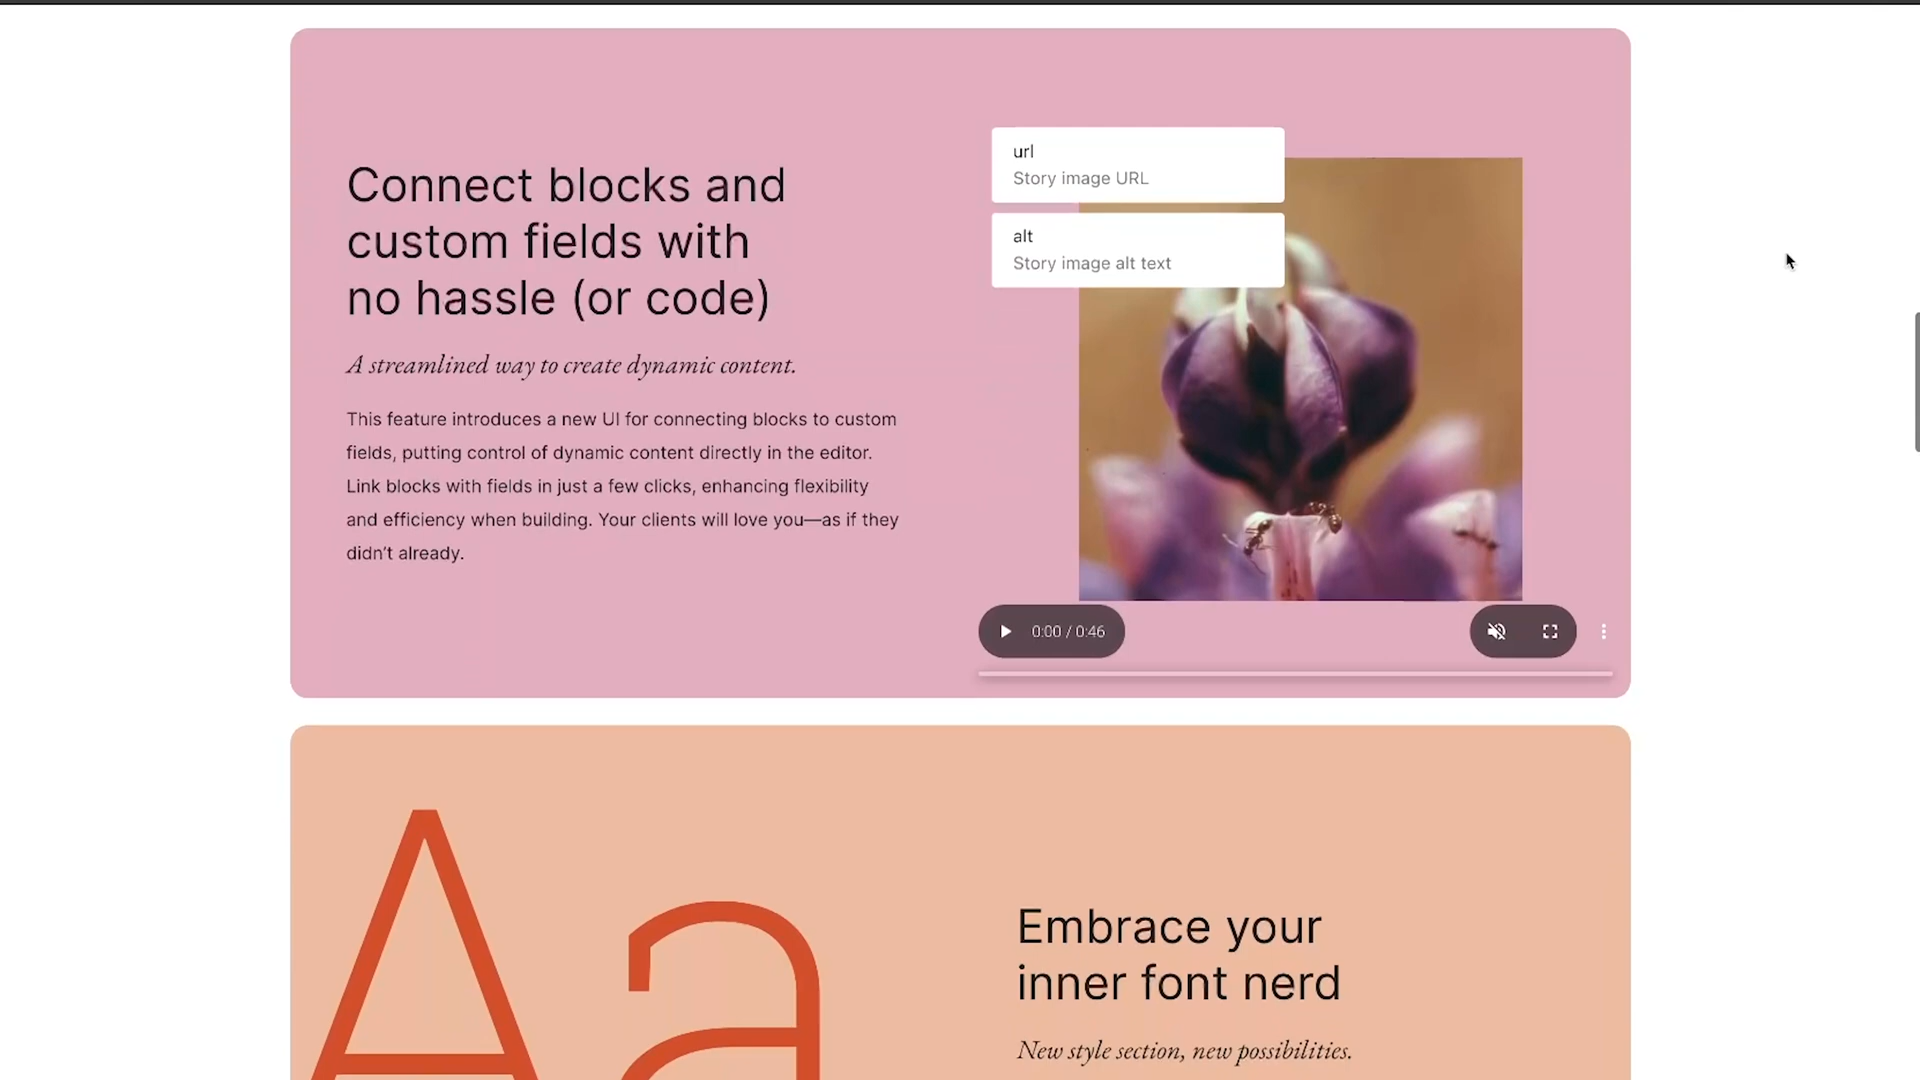 Connect blocks and
custom fields with
no hassle (or code)
A streamlined way to create dynamic content.
This feature introduces a new UI for connecting blocks to custom
fields, putting control of dynamic content directly in the editor.
Link blocks with fields in just a few clicks, enhancing flexibility
and efficiency when building. Your clients will love you—as if they
didn’t already.
url
Story image URL
alt
Story image alt text
0:00 / 0:46
Aa
Embrace your
inner font nerd
New style section, new possibilities.